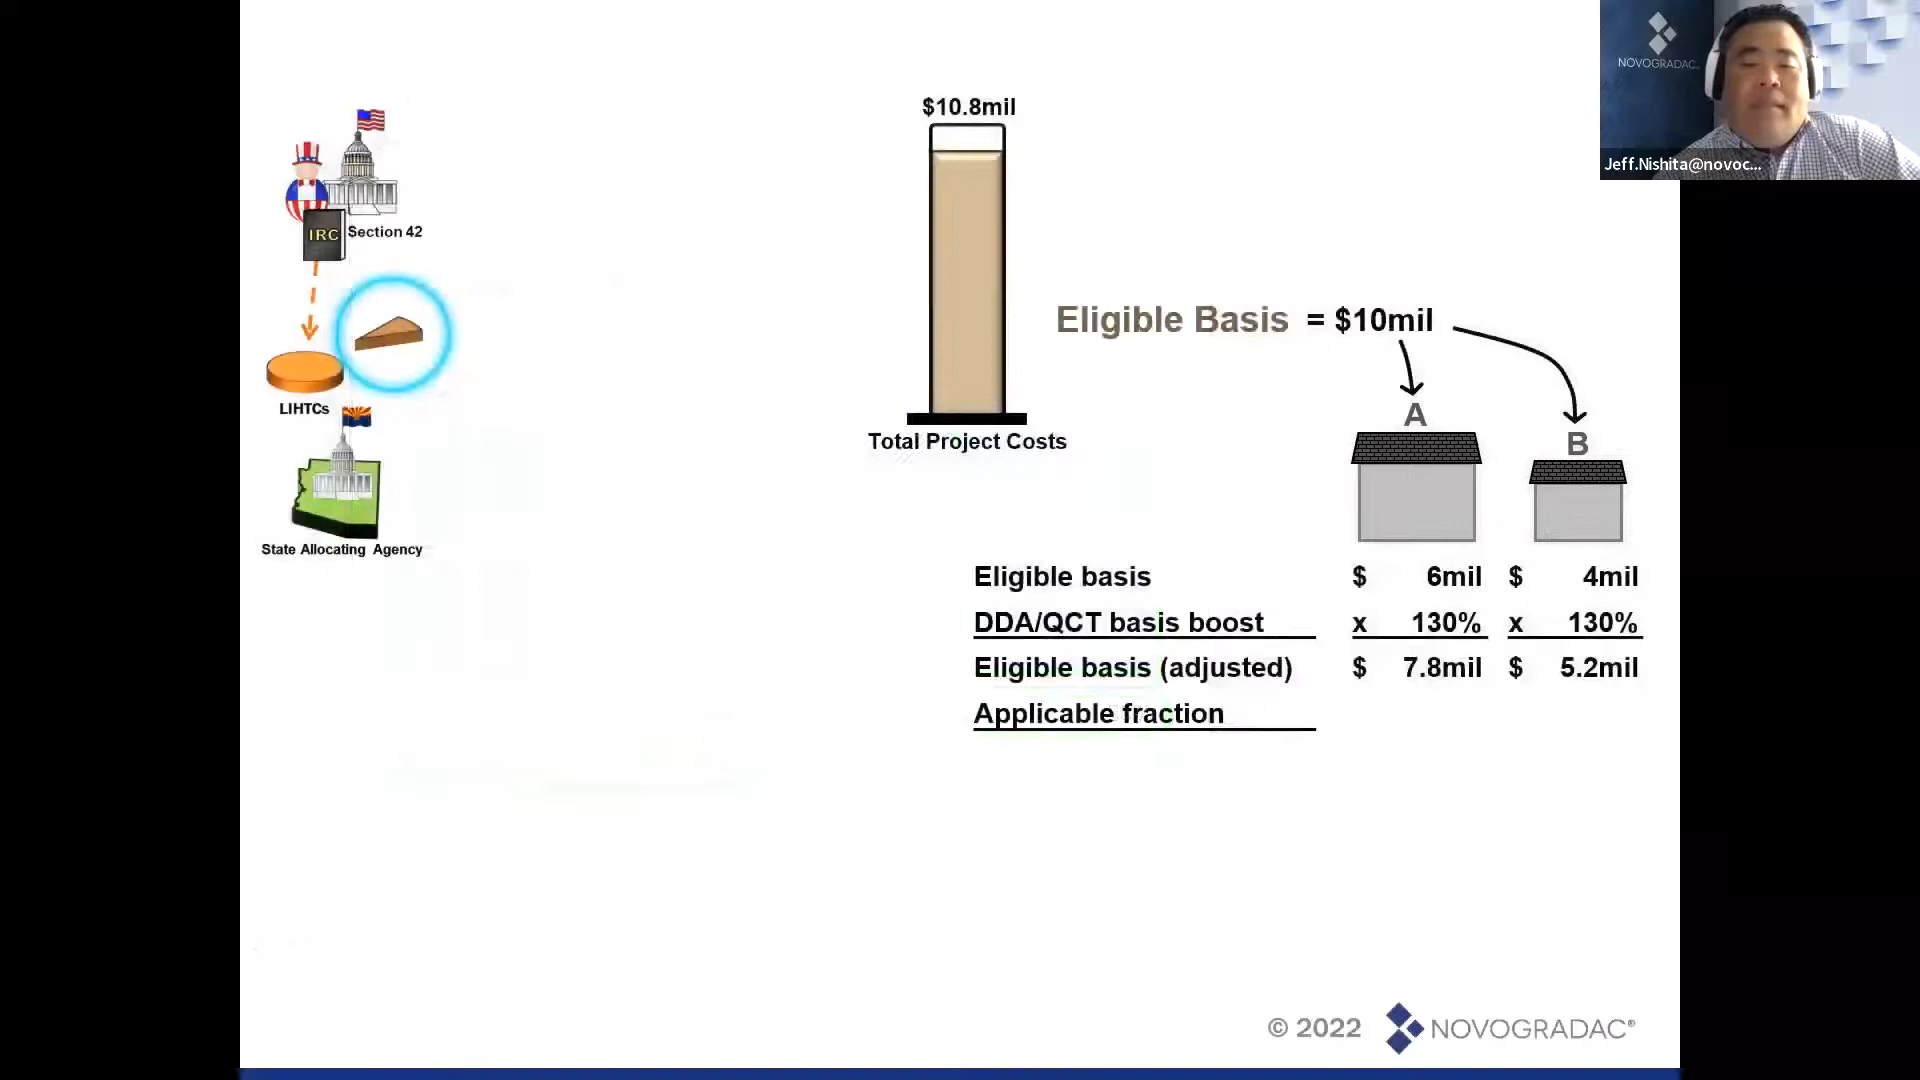 NOVOGRADAC
Jeff.Nishita@novoc...
$10.8mil
IRC
Section 42
Eligible Basis = $10mil
LIHTCs
A
B
Total Project Costs
State Allocating Agency
Eligible basis $ 6mil $ 4mil
DDA/QCT basis boost x 130% x 130%
Eligible basis (adjusted) $ 7.8mil $ 5.2mil
Applicable fraction
© 2022 NOVOGRADAC®